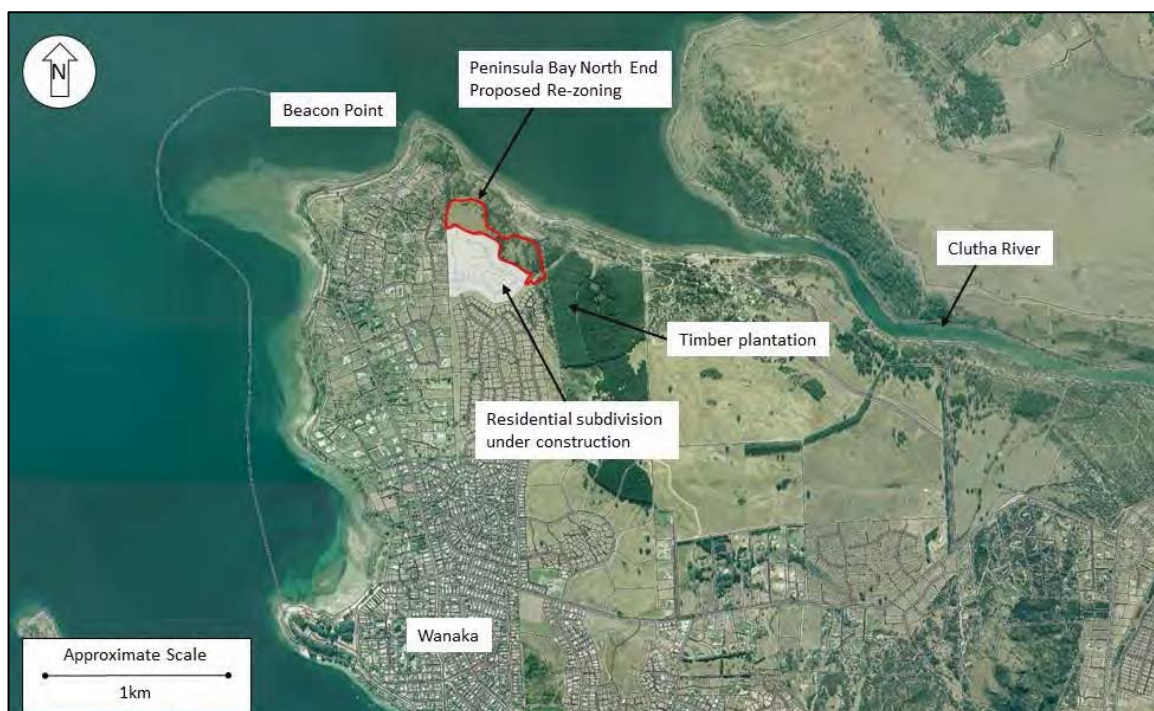 N
Peninsula Bay North End
Proposed Re-zoning
Beacon Point
Clutha River
Timber plantation
Residential subdivision
under construction
Wanaka
Approximate Scale
1km